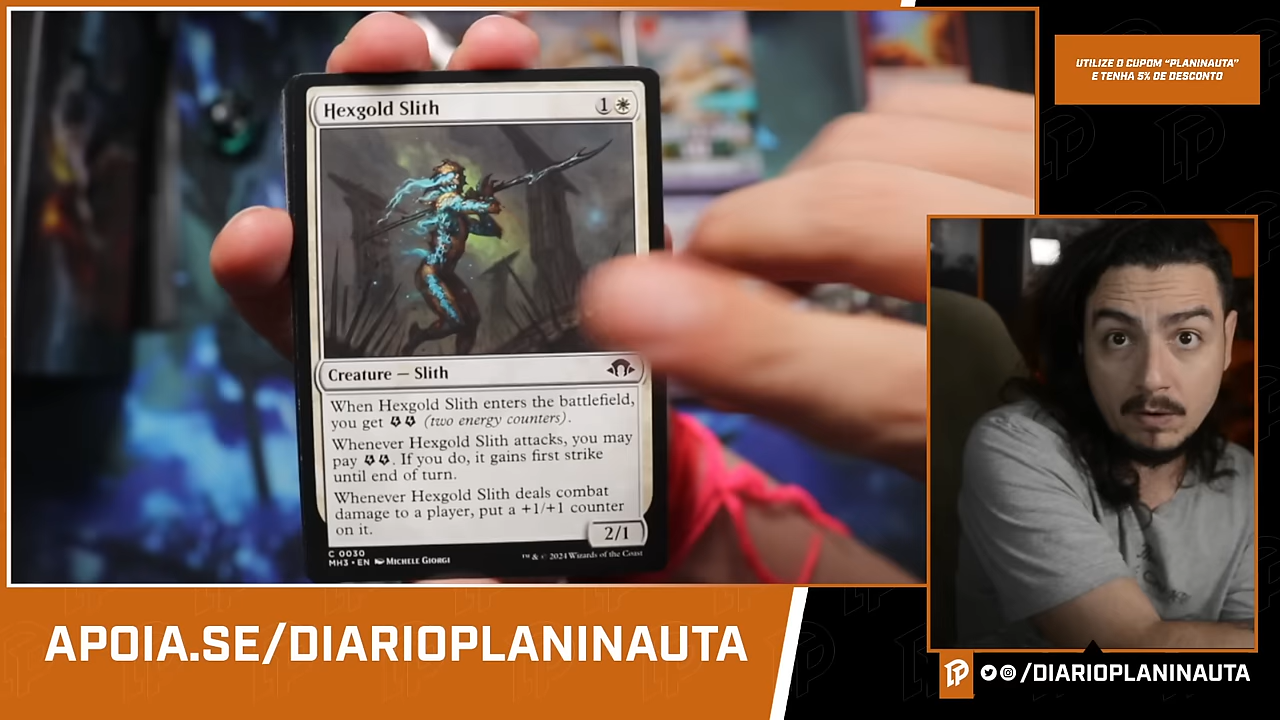 UTILIZE O CUPOM "PLANINAUTA"
E TENHA 5% DE DESCONTO
Hexgold Slith 1
Creature — Slith
When Hexgold Slith enters the battlefield,
you get (two energy counters).
Whenever Hexgold Slith attacks, you may
pay . If you do, it gains first strike
until end of turn.
Whenever Hexgold Slith deals combat
damage to a player, put a +1/+1 counter
on it.
2/1
C 0030
MH3 • EN Michele Giorgi
™ & © 2024 Wizards of the Coast
APOIA.SE/DIARIOPLANINAUTA
/DIARIOPLANINAUTA